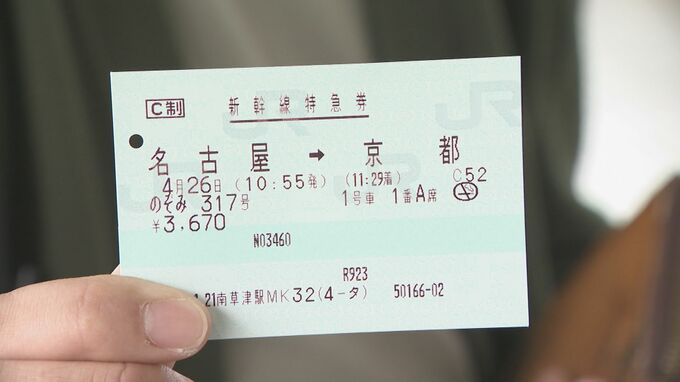 C制 新幹線特急券
名古屋 → 京都
4月26日 (10:55発) (11:29着) C52
のぞみ 317号 1号車 1番A席
¥3,670
N03460
R923
.21南草津駅MK32(4-タ) 50166-02